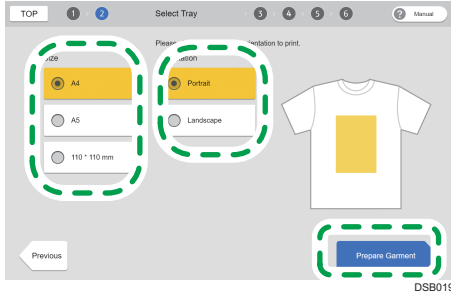 TOP 1 2 Select Tray 3 4 5 6 ? Manual
Please ientation to print.
ize ation
A4 Portrait
A5 Landscape
110 * 110 mm
Previous Prepare Garment
DSB019